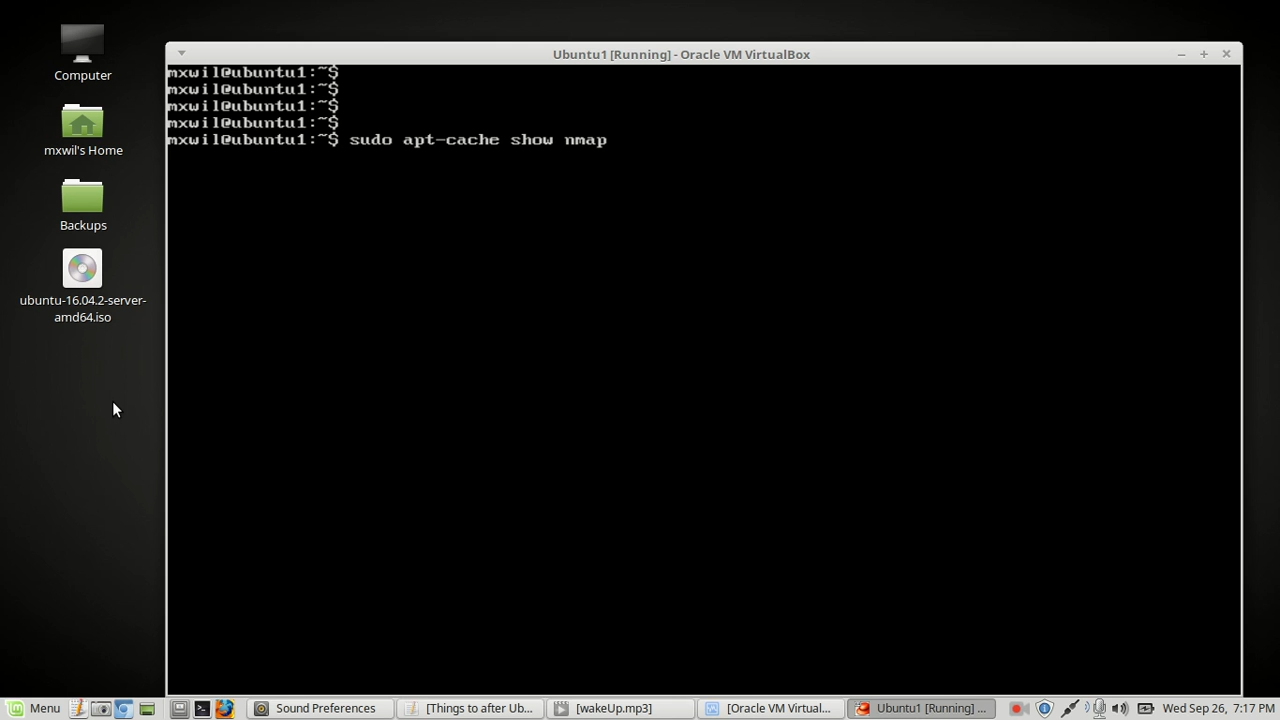 Computer
mxwil's Home
Backups
ubuntu-16.04.2-server-
amd64.iso
Ubuntu1 [Running] - Oracle VM VirtualBox
mxwil@ubuntu1:~$
mxwil@ubuntu1:~$
mxwil@ubuntu1:~$
mxwil@ubuntu1:~$
mxwil@ubuntu1:~$ sudo apt-cache show nmap
Menu
Sound Preferences
[Things to after Ub...
[wakeUp.mp3]
[Oracle VM Virtual...
Ubuntu1 [Running] ...
Wed Sep 26, 7:17 PM